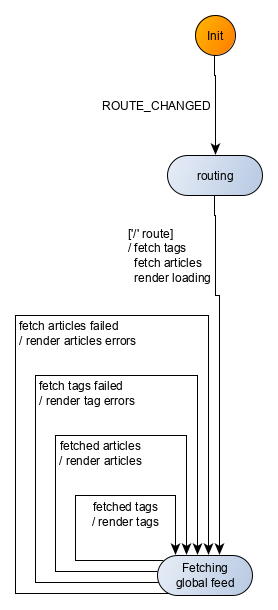 Init
ROUTE_CHANGED
routing
['/' route]
/ fetch tags
fetch articles
render loading
fetch articles failed
/ render articles errors
fetch tags failed
/ render tag errors
fetched articles
/ render articles
fetched tags
/ render tags
Fetching
global feed